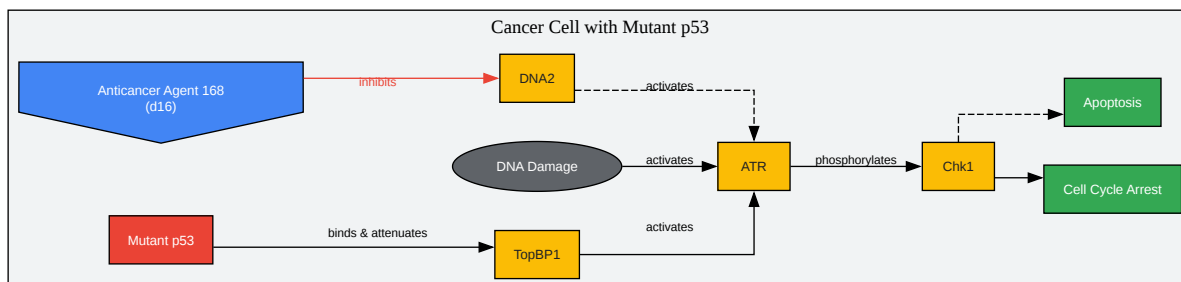 Cancer Cell with Mutant p53
Anticancer Agent 168
(d16)
inhibits
DNA2
activates
Apoptosis
DNA Damage
activates
ATR
phosphorylates
Chk1
Cell Cycle Arrest
Mutant p53
binds & attenuates
TopBP1
activates